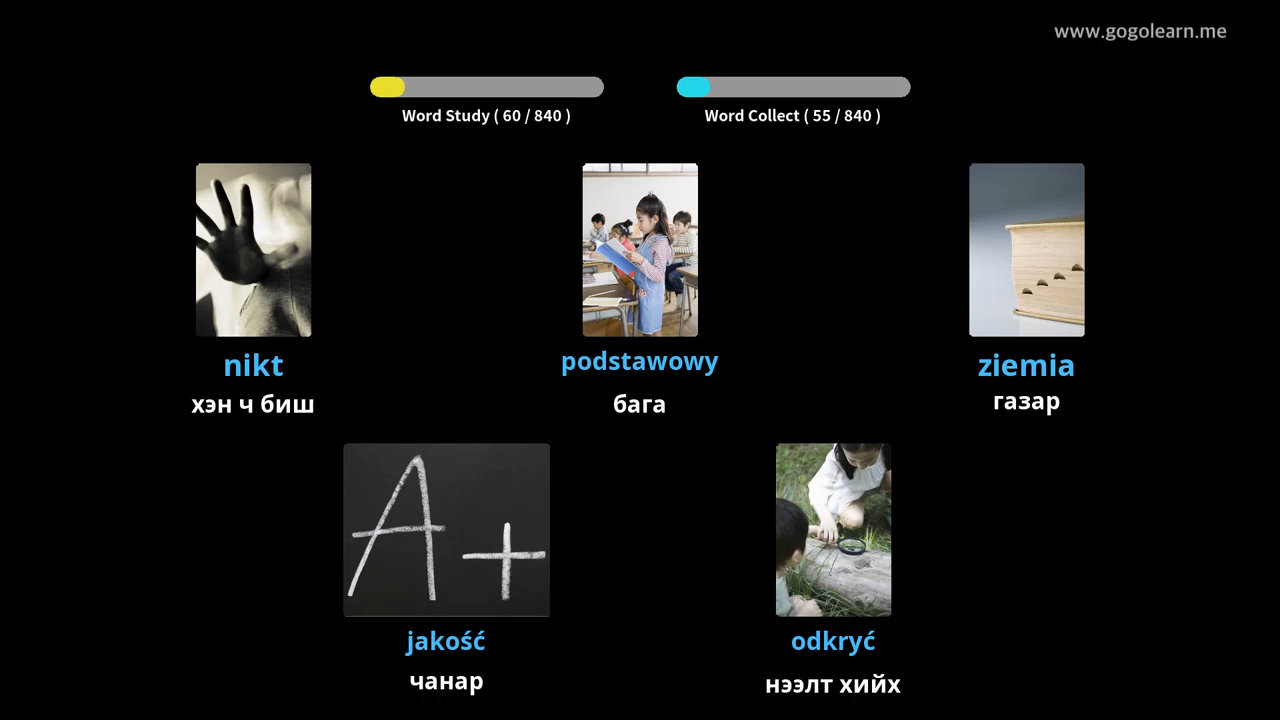 www.gogolearn.me
Word Study ( 60 / 840 )
Word Collect ( 55 / 840 )
nikt
хэн ч биш
podstawowy
бага
ziemia
газар
A+
jakość
чанар
odkryć
нээлт хийх